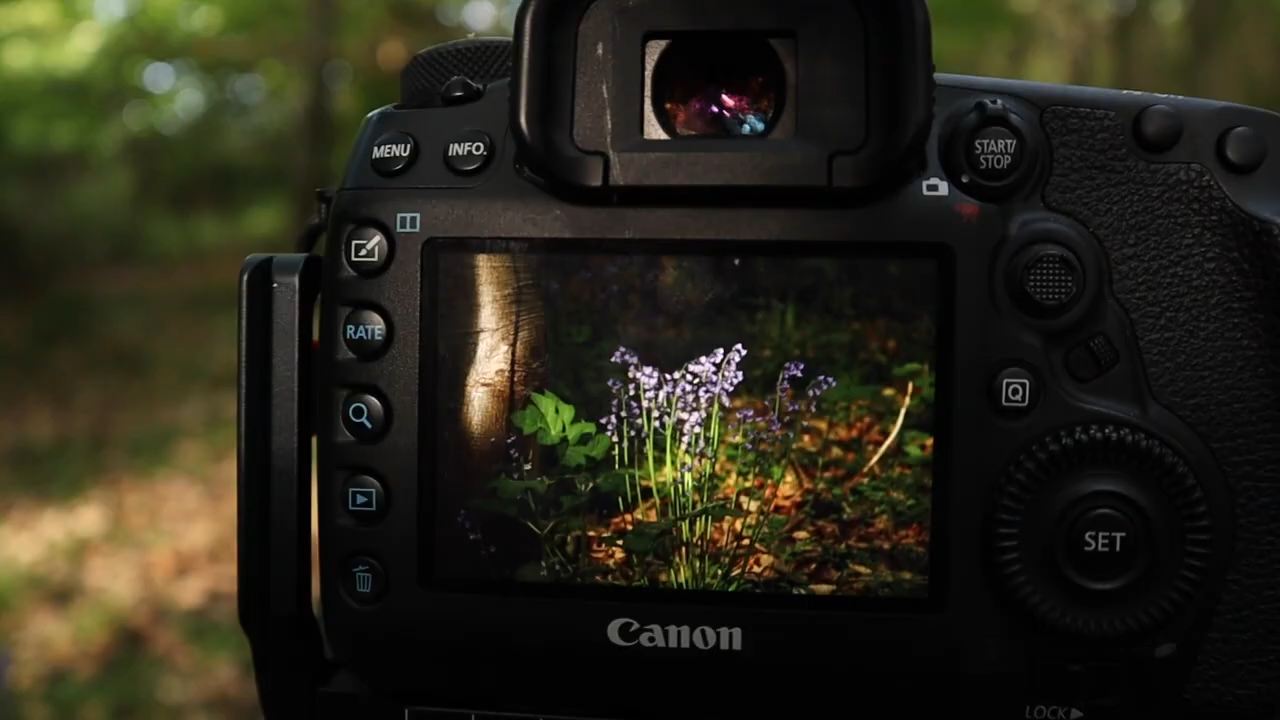 MENU
INFO.
START/
STOP
RATE
Q
SET
Canon
LOCK